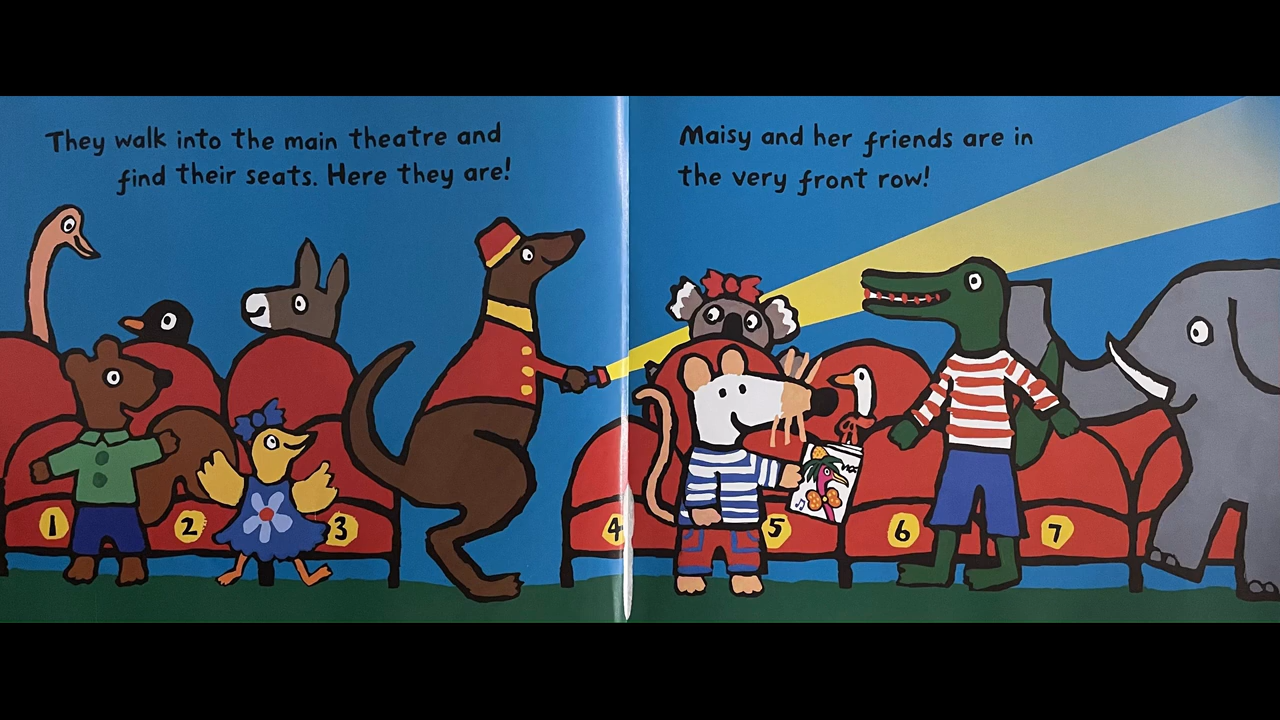 They walk into the main theatre and
find their seats. Here they are!
Maisy and her friends are in
the very front row!
1
2
3
4
5
6
7